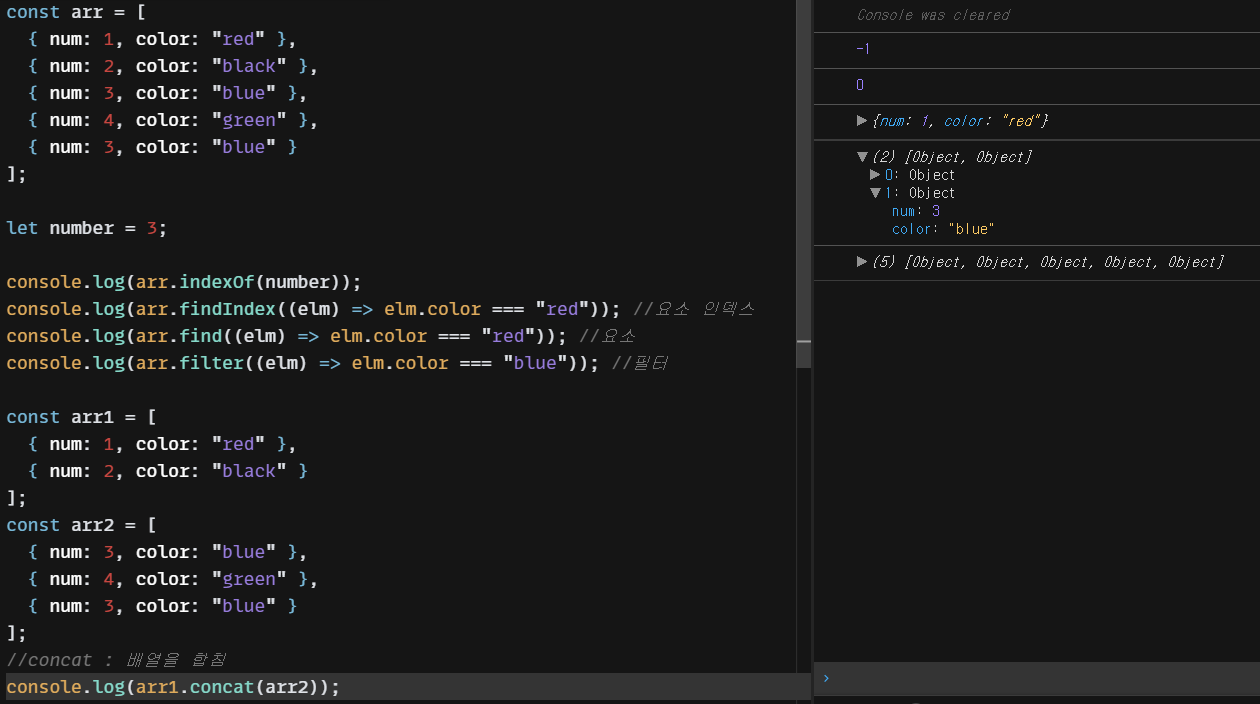 const arr = [
  { num: 1, color: "red" },
  { num: 2, color: "black" },
  { num: 3, color: "blue" },
  { num: 4, color: "green" },
  { num: 3, color: "blue" }
];
let number = 3;
console.log(arr.indexOf(number));
console.log(arr.findIndex((elm) => elm.color === "red")); //요소 인덱스
console.log(arr.find((elm) => elm.color === "red")); //요소
console.log(arr.filter((elm) => elm.color === "blue")); //필터
const arr1 = [
  { num: 1, color: "red" },
  { num: 2, color: "black" }
];
const arr2 = [
  { num: 3, color: "blue" },
  { num: 4, color: "green" },
  { num: 3, color: "blue" }
];
//concat : 배열을 합침
console.log(arr1.concat(arr2));
Console was cleared
-1
0
▶{num: 1, color: "red"}
▼(2) [Object, Object]
▶0: Object
▼1: Object
num: 3
color: "blue"
▶(5) [Object, Object, Object, Object, Object]
›